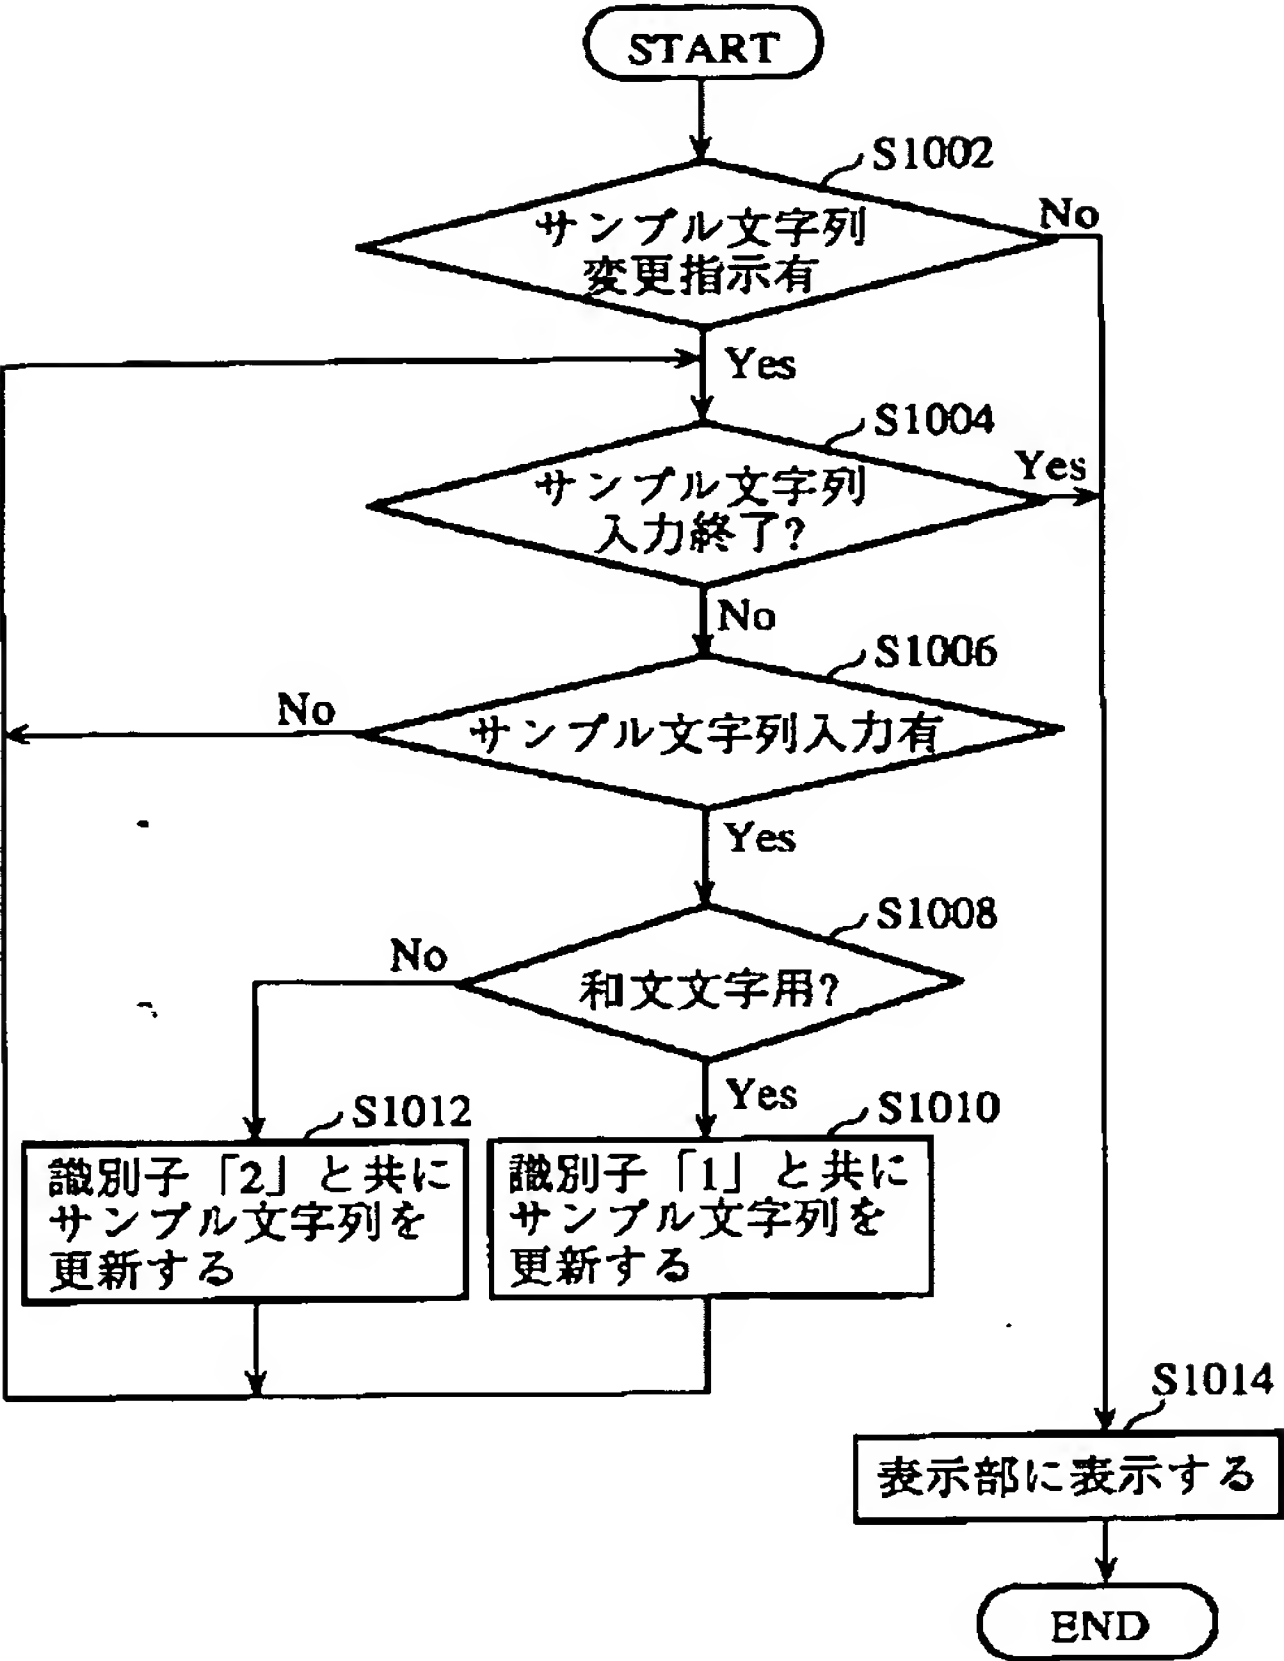 START
S1002
サンプル文字列
変更指示有
No
Yes
S1004
サンプル文字列
入力終了?
Yes
No
S1006
サンプル文字列入力有
No
Yes
S1008
和文文字用?
No
Yes
S1012
識別子「2」と共に
サンプル文字列を
更新する
S1010
識別子「1」と共に
サンプル文字列を
更新する
S1014
表示部に表示する
END